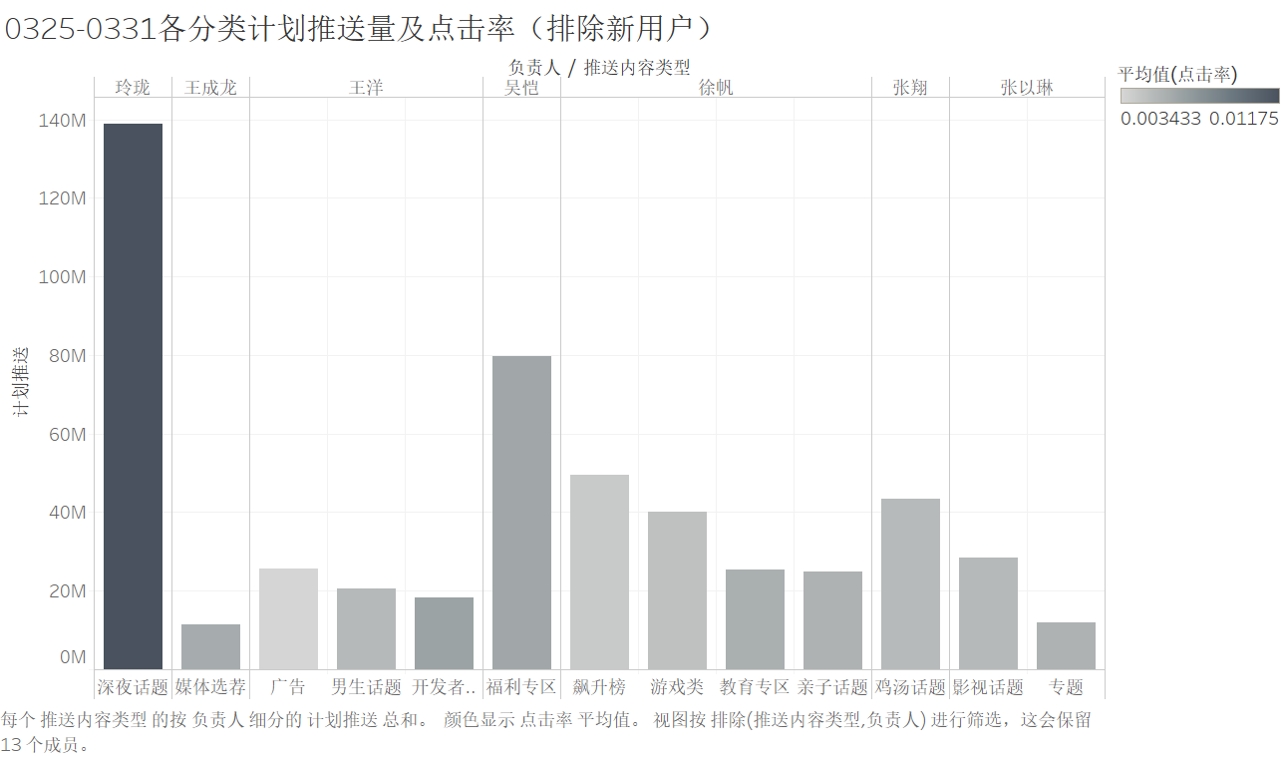 0325-0331各分类计划推送量及点击率（排除新用户）
负责人 / 推送内容类型
玲珑 王成龙 王洋 吴恺 徐帆 张翔 张以琳
平均值(点击率)
0.003433 0.01175
140M
120M
100M
80M
60M
40M
20M
0M
计划推送
深夜话题 媒体选荐 广告 男生话题 开发者.. 福利专区 飙升榜 游戏类 教育专区 亲子话题 鸡汤话题 影视话题 专题
每个 推送内容类型 的按 负责人 细分的 计划推送 总和。 颜色显示 点击率 平均值。 视图按 排除(推送内容类型,负责人) 进行筛选，这会保留
13 个成员。